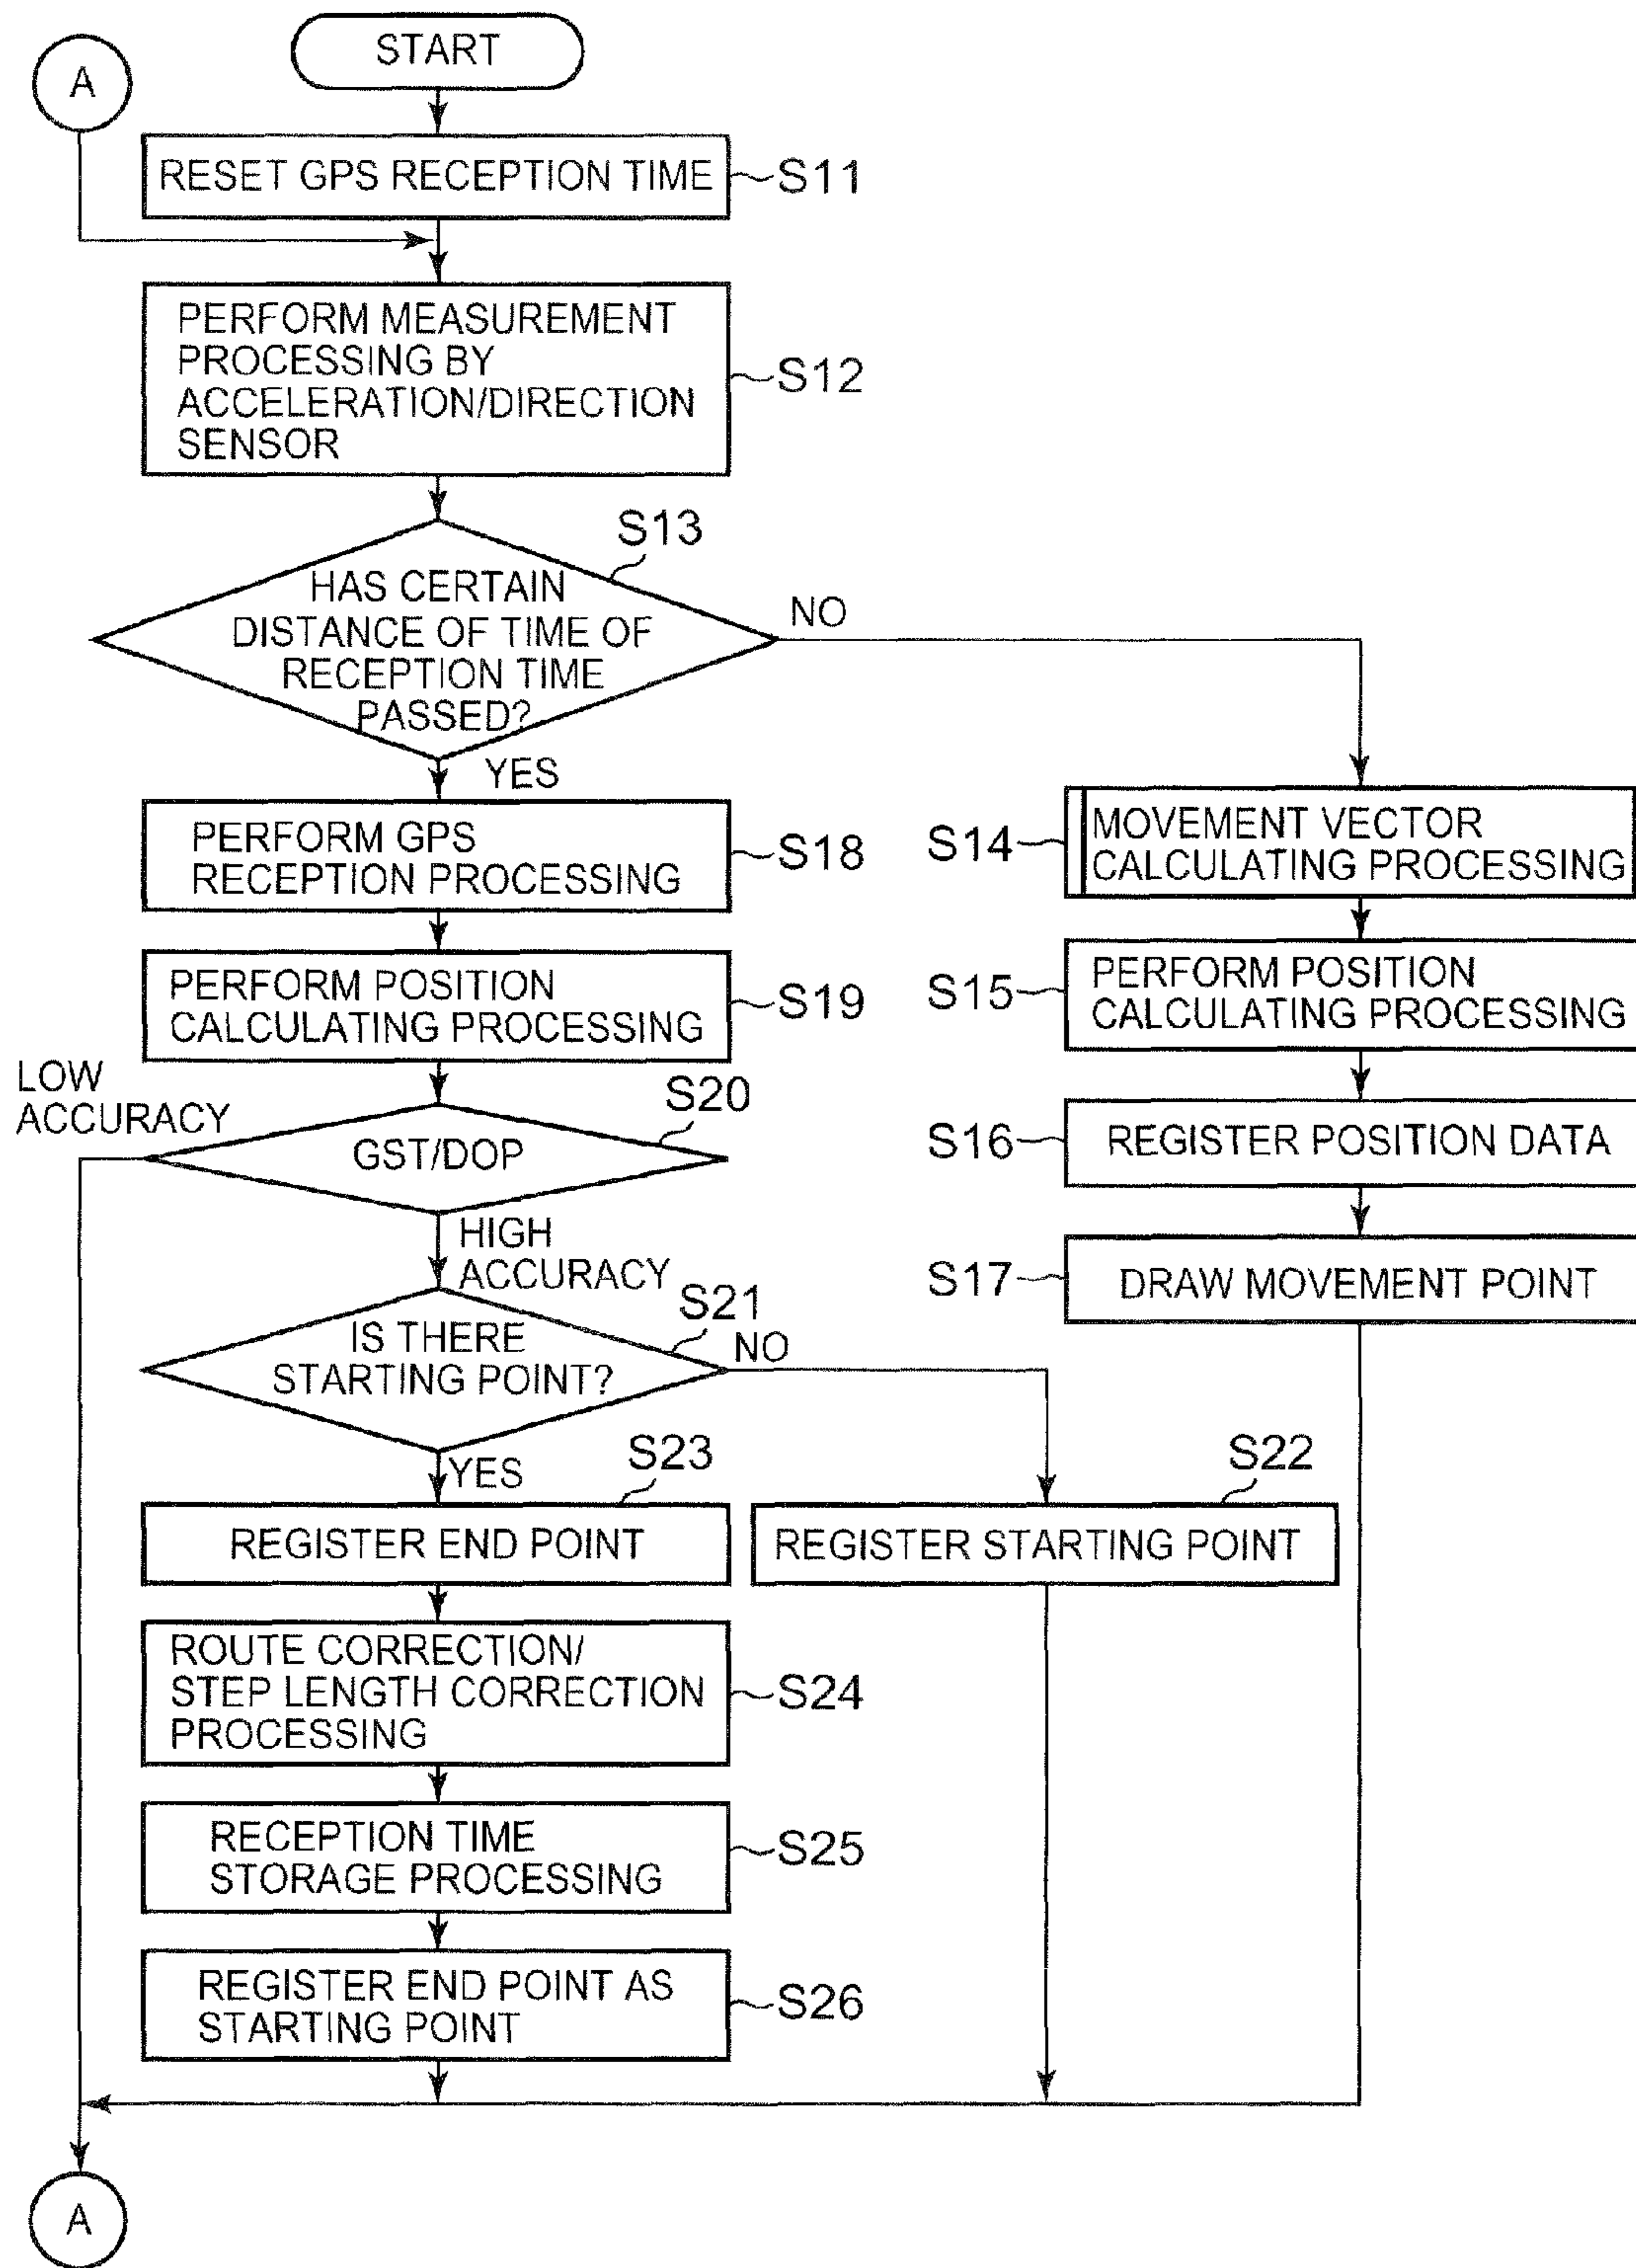 START
A
RESET GPS RECEPTION TIME
S11
PERFORM MEASUREMENT
PROCESSING BY
ACCELERATION/DIRECTION
SENSOR
S12
S13
HAS CERTAIN
DISTANCE OF TIME OF
RECEPTION TIME
PASSED?
NO
YES
PERFORM GPS
RECEPTION PROCESSING
S18
S14
MOVEMENT VECTOR
CALCULATING PROCESSING
PERFORM POSITION
CALCULATING PROCESSING
S19
S15
PERFORM POSITION
CALCULATING PROCESSING
LOW
ACCURACY
S20
GST/DOP
S16
REGISTER POSITION DATA
HIGH
ACCURACY
S17
DRAW MOVEMENT POINT
S21
IS THERE
STARTING POINT?
NO
YES
S23
REGISTER END POINT
S22
REGISTER STARTING POINT
ROUTE CORRECTION/
STEP LENGTH CORRECTION
PROCESSING
S24
RECEPTION TIME
STORAGE PROCESSING
S25
REGISTER END POINT AS
STARTING POINT
S26
A